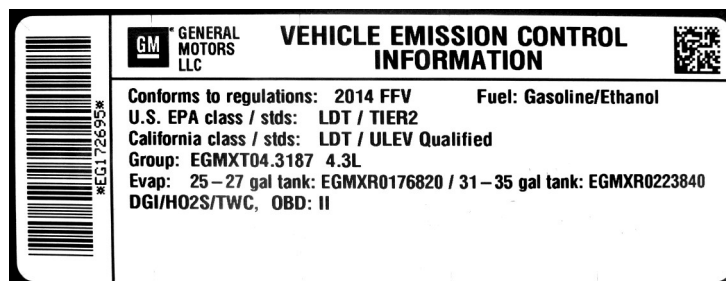 *EG172695*
GM
GENERAL
MOTORS
LLC
VEHICLE EMISSION CONTROL
INFORMATION
Conforms to regulations: 2014 FFV Fuel: Gasoline/Ethanol
U.S. EPA class / stds: LDT / TIER2
California class / stds: LDT / ULEV Qualified
Group: EGMXT04.3187 4.3L
Evap: 25-27 gal tank: EGMXR0176820 / 31-35 gal tank: EGMXR0223840
DGI/HO2S/TWC, OBD: II